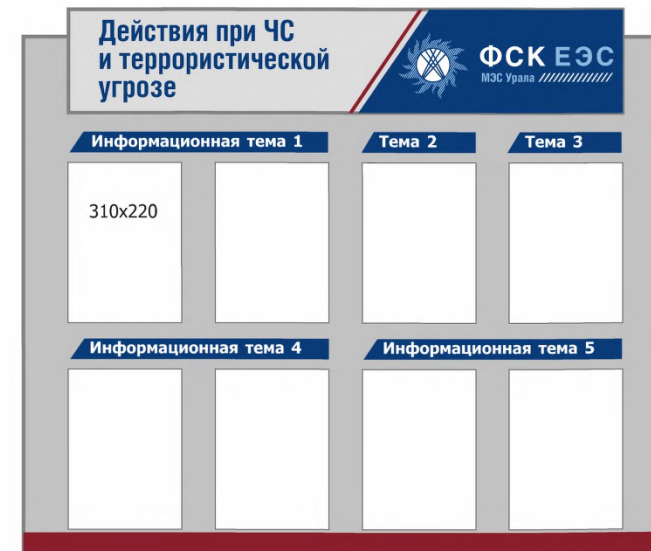 Действия при ЧС
и террористической
угрозе
ФСК ЕЭС
МЭС Урала
Информационная тема 1
Тема 2
Тема 3
310x220
Информационная тема 4
Информационная тема 5